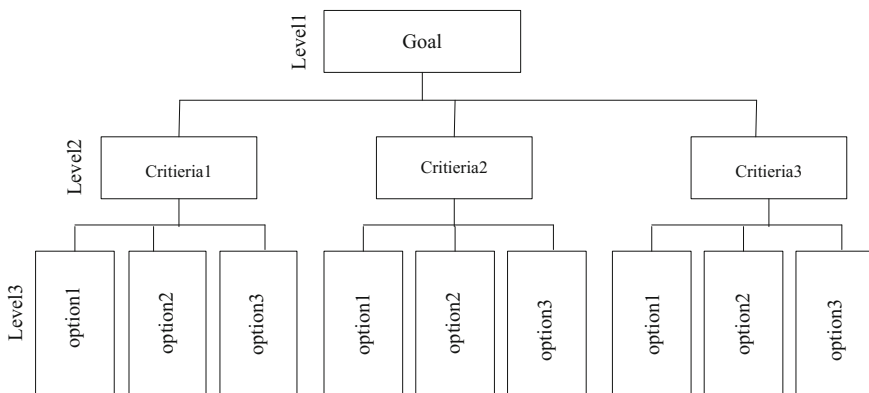 Level1
Goal
Level2
Critieria1
Critieria2
Critieria3
Level3
option1
option2
option3
option1
option2
option3
option1
option2
option3